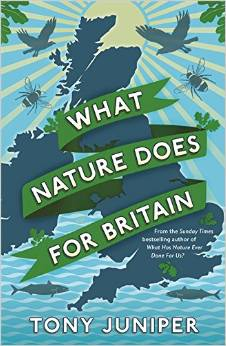 WHAT
NATURE DOES
FOR BRITAIN
From the Sunday Times
bestselling author of
What Has Nature Ever
Done For Us?
TONY JUNIPER